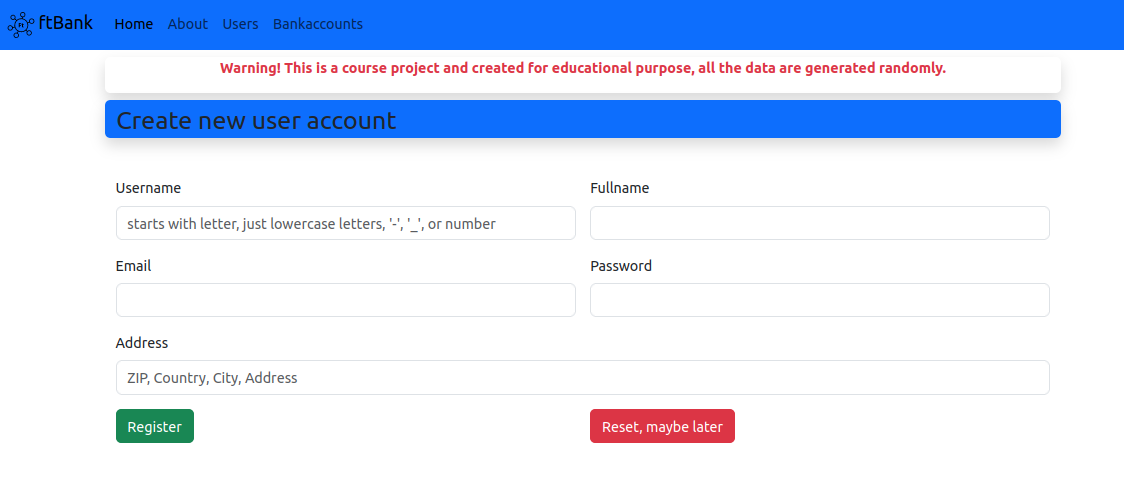 ftBank Home About Users Bankaccounts
Warning! This is a course project and created for educational purpose, all the data are generated randomly.
Create new user account
Username Fullname
starts with letter, just lowercase letters, '-', '_', or number
Email Password
Address
ZIP, Country, City, Address
Register Reset, maybe later